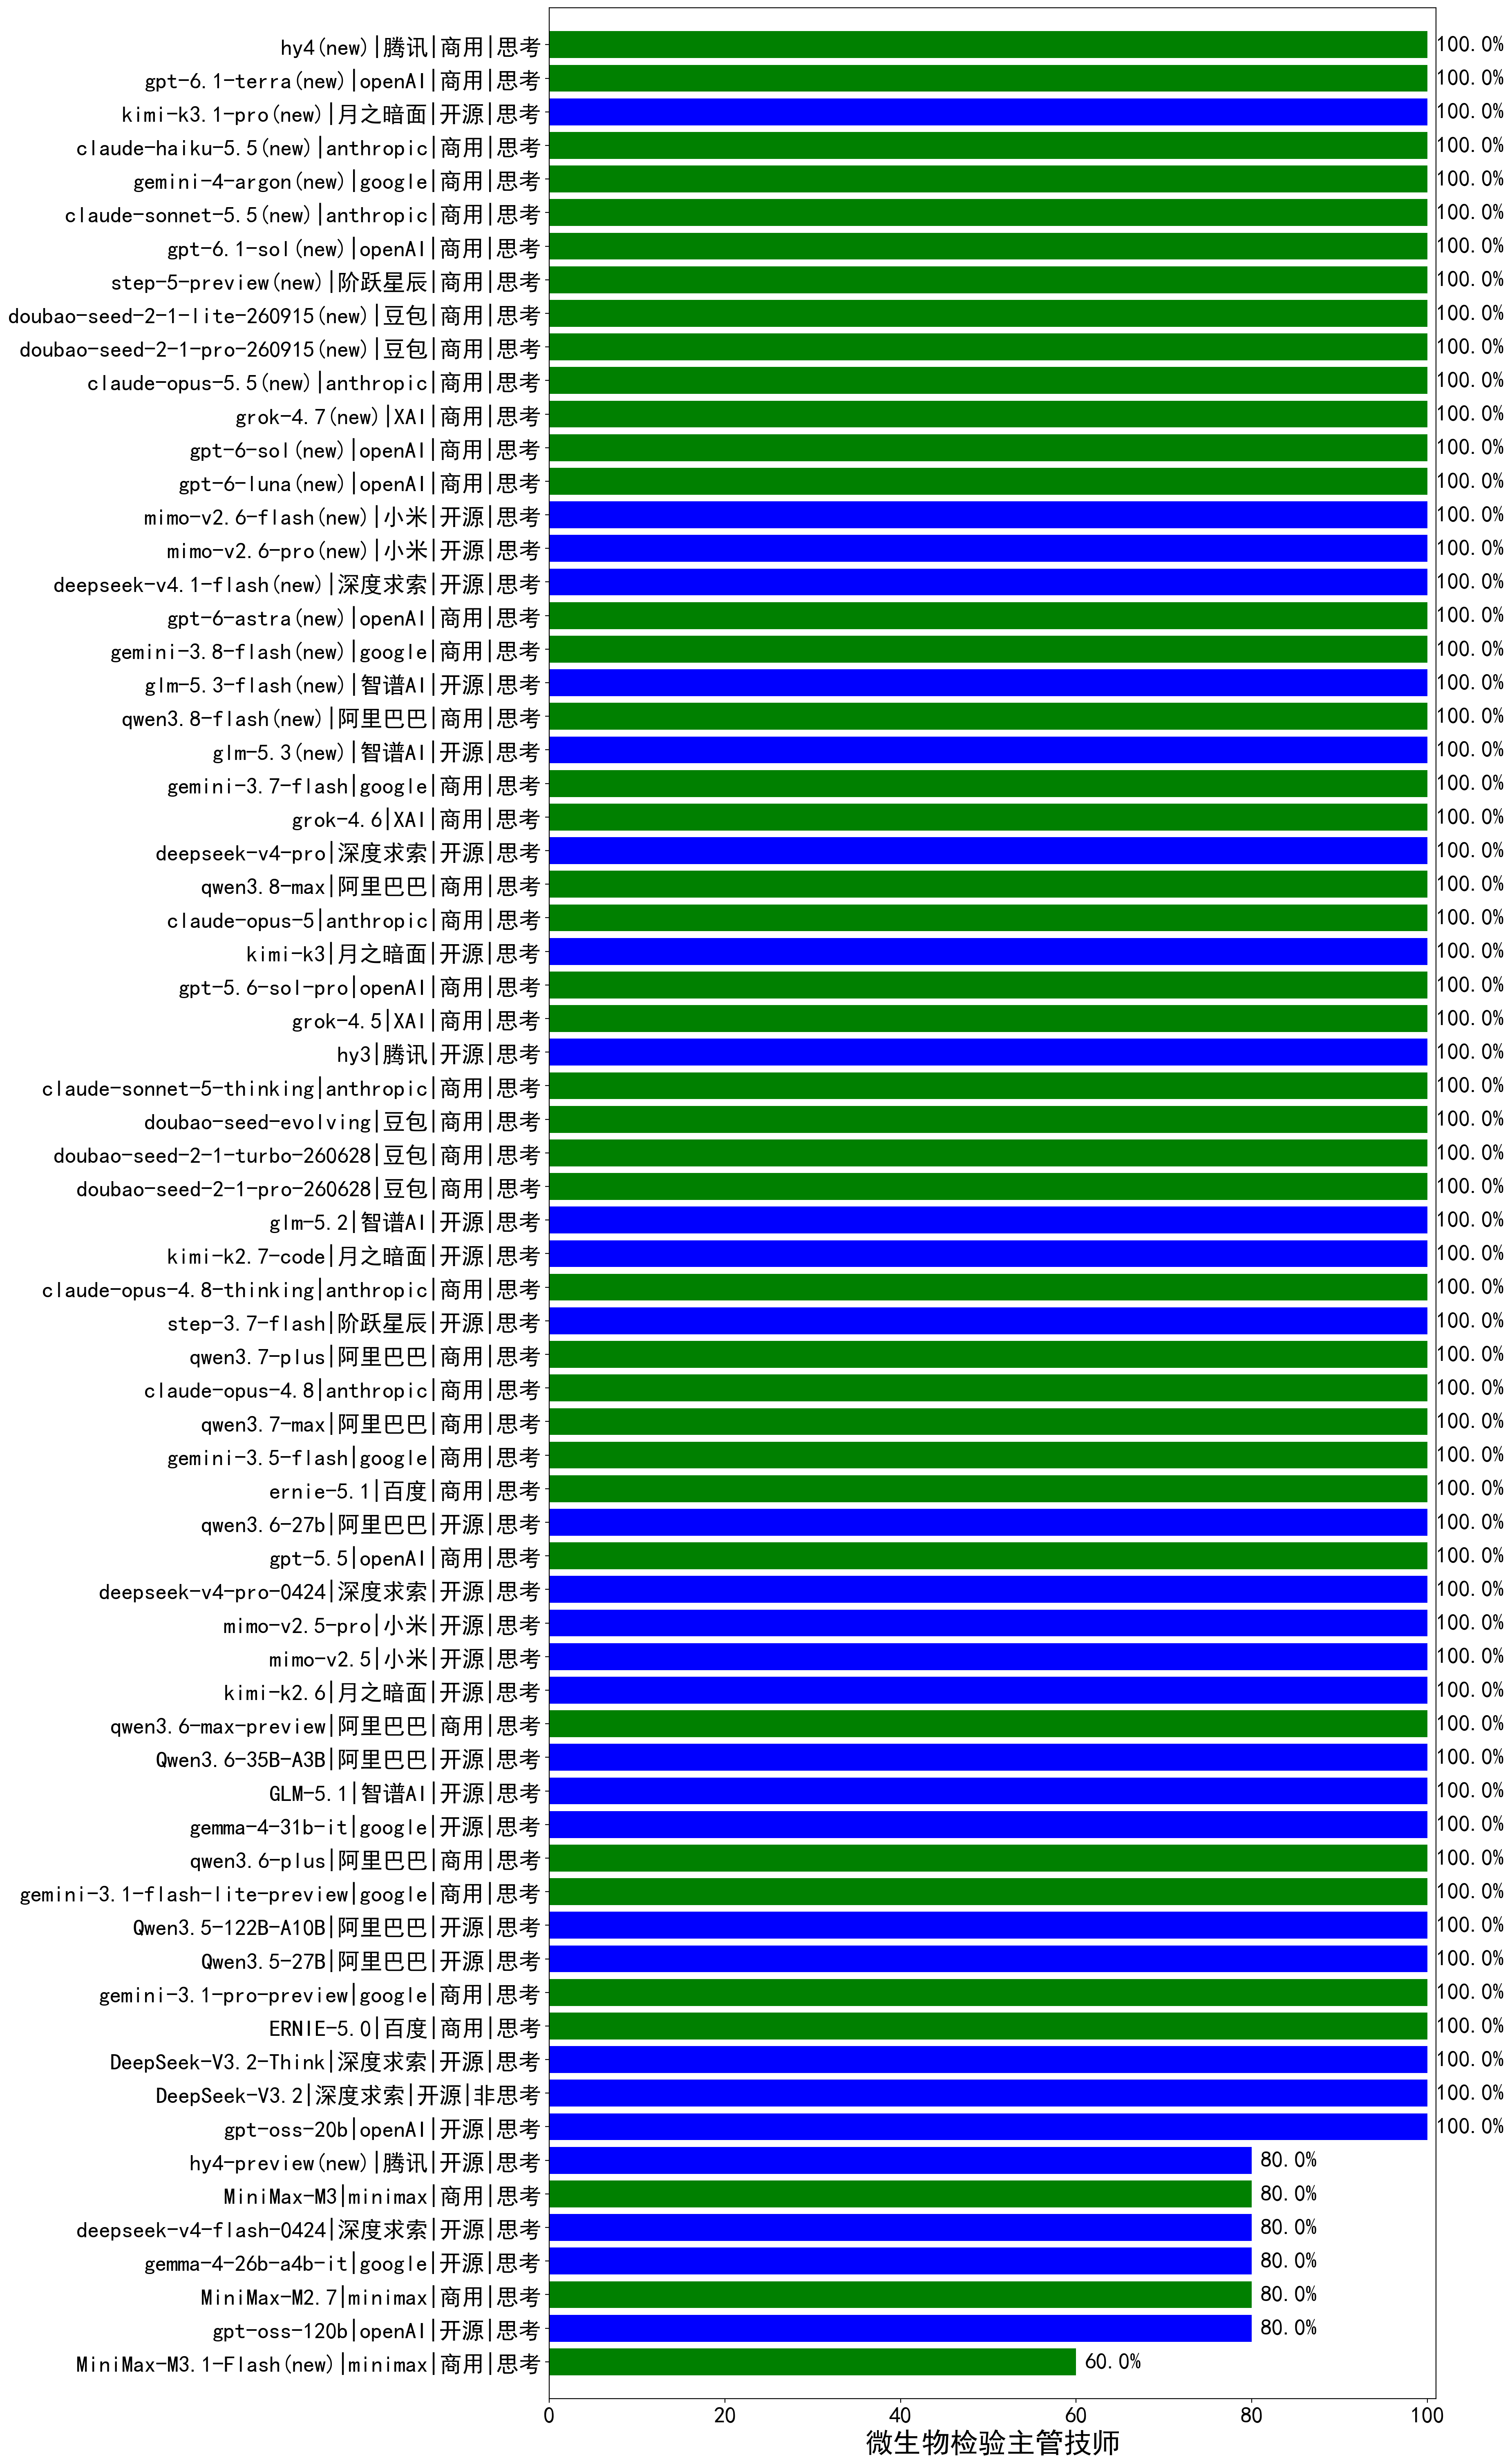 hy4(new)|腾讯|商用|思考 100.0%
gpt-6.1-terra(new)|openAI|商用|思考 100.0%
kimi-k3.1-pro(new)|月之暗面|开源|思考 100.0%
claude-haiku-5.5(new)|anthropic|商用|思考 100.0%
gemini-4-argon(new)|google|商用|思考 100.0%
claude-sonnet-5.5(new)|anthropic|商用|思考 100.0%
gpt-6.1-sol(new)|openAI|商用|思考 100.0%
step-5-preview(new)|阶跃星辰|商用|思考 100.0%
doubao-seed-2-1-lite-260915(new)|豆包|商用|思考 100.0%
doubao-seed-2-1-pro-260915(new)|豆包|商用|思考 100.0%
claude-opus-5.5(new)|anthropic|商用|思考 100.0%
grok-4.7(new)|XAI|商用|思考 100.0%
gpt-6-sol(new)|openAI|商用|思考 100.0%
gpt-6-luna(new)|openAI|商用|思考 100.0%
mimo-v2.6-flash(new)|小米|开源|思考 100.0%
mimo-v2.6-pro(new)|小米|开源|思考 100.0%
deepseek-v4.1-flash(new)|深度求索|开源|思考 100.0%
gpt-6-astra(new)|openAI|商用|思考 100.0%
gemini-3.8-flash(new)|google|商用|思考 100.0%
glm-5.3-flash(new)|智谱AI|开源|思考 100.0%
qwen3.8-flash(new)|阿里巴巴|商用|思考 100.0%
glm-5.3(new)|智谱AI|开源|思考 100.0%
gemini-3.7-flash|google|商用|思考 100.0%
grok-4.6|XAI|商用|思考 100.0%
deepseek-v4-pro|深度求索|开源|思考 100.0%
qwen3.8-max|阿里巴巴|商用|思考 100.0%
claude-opus-5|anthropic|商用|思考 100.0%
kimi-k3|月之暗面|开源|思考 100.0%
gpt-5.6-sol-pro|openAI|商用|思考 100.0%
grok-4.5|XAI|商用|思考 100.0%
hy3|腾讯|开源|思考 100.0%
claude-sonnet-5-thinking|anthropic|商用|思考 100.0%
doubao-seed-evolving|豆包|商用|思考 100.0%
doubao-seed-2-1-turbo-260628|豆包|商用|思考 100.0%
doubao-seed-2-1-pro-260628|豆包|商用|思考 100.0%
glm-5.2|智谱AI|开源|思考 100.0%
kimi-k2.7-code|月之暗面|开源|思考 100.0%
claude-opus-4.8-thinking|anthropic|商用|思考 100.0%
step-3.7-flash|阶跃星辰|开源|思考 100.0%
qwen3.7-plus|阿里巴巴|商用|思考 100.0%
claude-opus-4.8|anthropic|商用|思考 100.0%
qwen3.7-max|阿里巴巴|商用|思考 100.0%
gemini-3.5-flash|google|商用|思考 100.0%
ernie-5.1|百度|商用|思考 100.0%
qwen3.6-27b|阿里巴巴|开源|思考 100.0%
gpt-5.5|openAI|商用|思考 100.0%
deepseek-v4-pro-0424|深度求索|开源|思考 100.0%
mimo-v2.5-pro|小米|开源|思考 100.0%
mimo-v2.5|小米|开源|思考 100.0%
kimi-k2.6|月之暗面|开源|思考 100.0%
qwen3.6-max-preview|阿里巴巴|商用|思考 100.0%
Qwen3.6-35B-A3B|阿里巴巴|开源|思考 100.0%
GLM-5.1|智谱AI|开源|思考 100.0%
gemma-4-31b-it|google|开源|思考 100.0%
qwen3.6-plus|阿里巴巴|商用|思考 100.0%
gemini-3.1-flash-lite-preview|google|商用|思考 100.0%
Qwen3.5-122B-A10B|阿里巴巴|开源|思考 100.0%
Qwen3.5-27B|阿里巴巴|开源|思考 100.0%
gemini-3.1-pro-preview|google|商用|思考 100.0%
ERNIE-5.0|百度|商用|思考 100.0%
DeepSeek-V3.2-Think|深度求索|开源|思考 100.0%
DeepSeek-V3.2|深度求索|开源|非思考 100.0%
gpt-oss-20b|openAI|开源|思考 100.0%
hy4-preview(new)|腾讯|开源|思考 80.0%
MiniMax-M3|minimax|商用|思考 80.0%
deepseek-v4-flash-0424|深度求索|开源|思考 80.0%
gemma-4-26b-a4b-it|google|开源|思考 80.0%
MiniMax-M2.7|minimax|商用|思考 80.0%
gpt-oss-120b|openAI|开源|思考 80.0%
MiniMax-M3.1-Flash(new)|minimax|商用|思考 60.0%
0 20 40 60 80 100
微生物检验主管技师